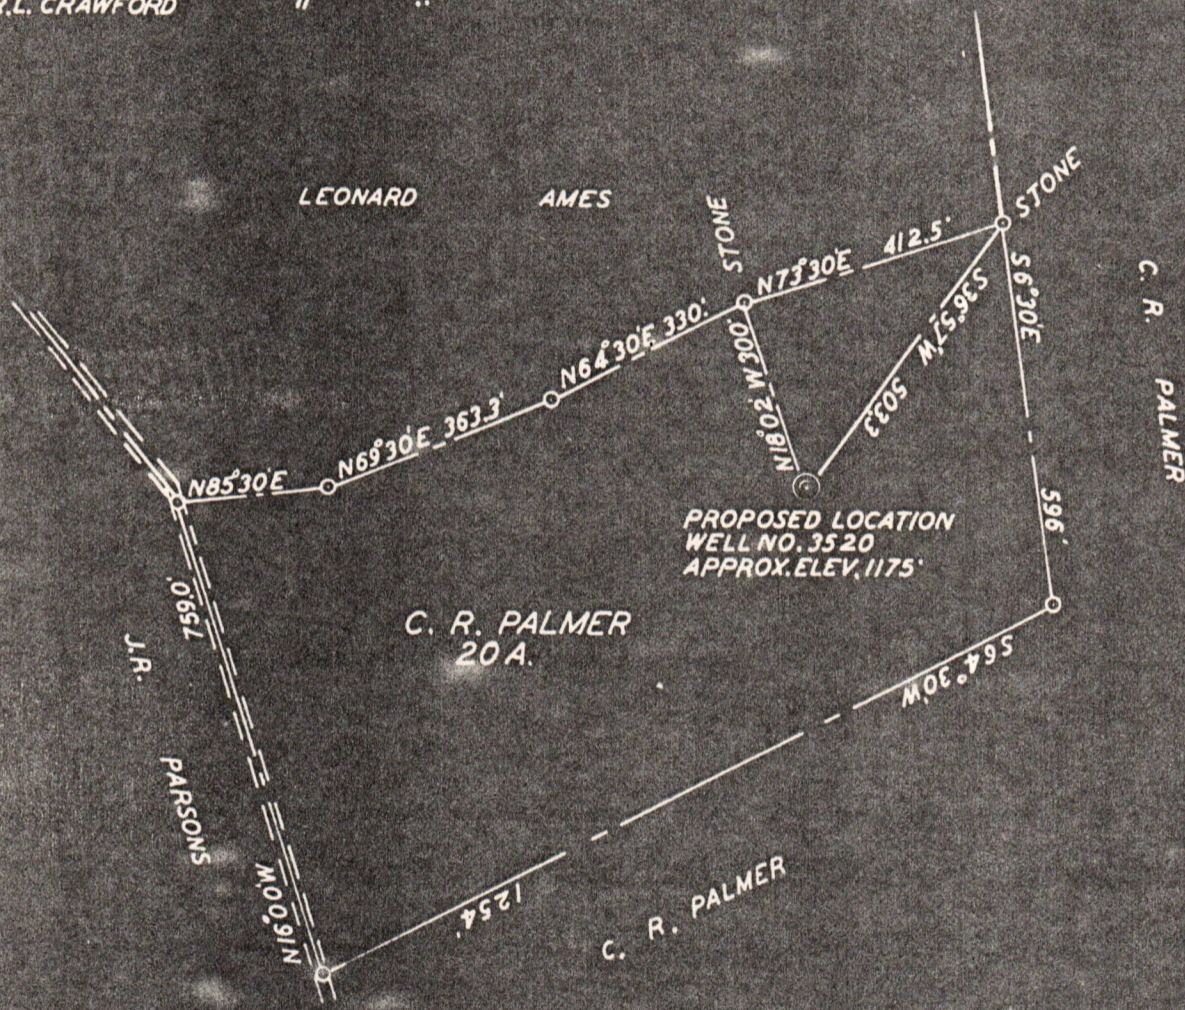 L. CRAWFORD " "
LEONARD AMES
STONE
STONE
N73°30'E 412.5'
S6°30'E
596'
S36°57'W
503.3
N18°02'W 300'
N64°30'E 330'
N69°30'E 363.3'
N85°30'E
C. R. PALMER
PROPOSED LOCATION
WELL NO. 3520
APPROX. ELEV. 1175'
C. R. PALMER
20 A.
759.0'
J.R. PARSONS
N16°00'W
S64°30'W
1254'
C. R. PALMER